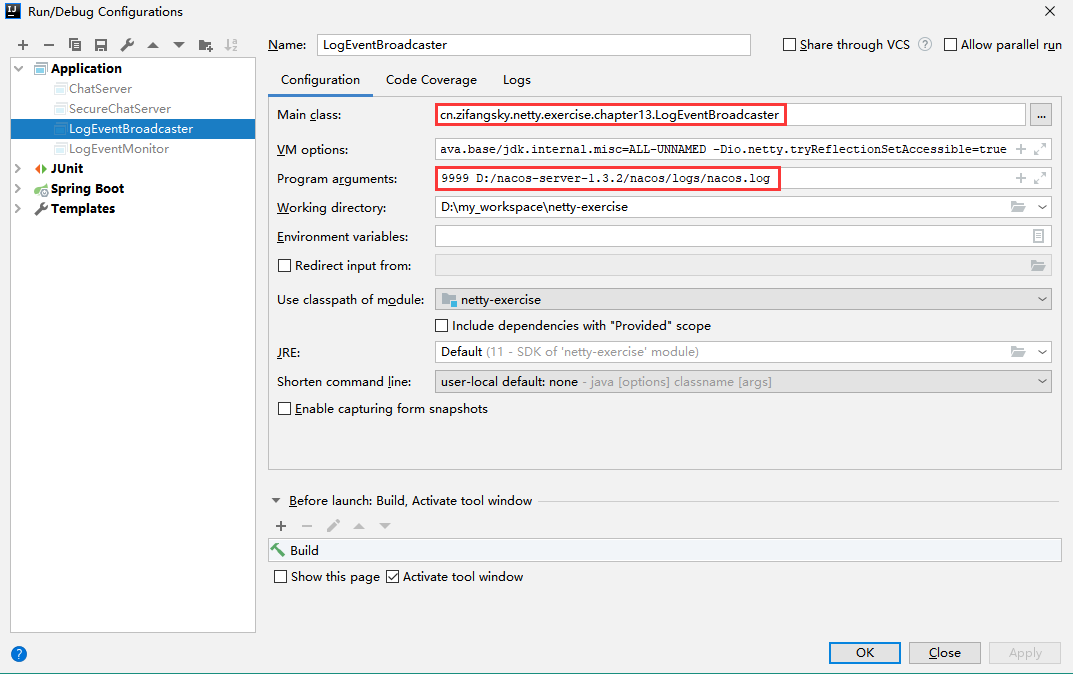 Run/Debug Configurations
Name: LogEventBroadcaster
Share through VCS ? Allow parallel run
Application
ChatServer
SecureChatServer
LogEventBroadcaster
LogEventMonitor
JUnit
Spring Boot
Templates
Configuration Code Coverage Logs
Main class: cn.zifangsky.netty.exercise.chapter13.LogEventBroadcaster ...
VM options: ava.base/jdk.internal.misc=ALL-UNNAMED -Dio.netty.tryReflectionSetAccessible=true
Program arguments: 9999 D:/nacos-server-1.3.2/nacos/logs/nacos.log
Working directory: D:\my_workspace\netty-exercise
Environment variables:
Redirect input from:
Use classpath of module: netty-exercise
Include dependencies with "Provided" scope
JRE: Default (11 - SDK of 'netty-exercise' module)
Shorten command line: user-local default: none - java [options] classname [args]
Enable capturing form snapshots
Before launch: Build, Activate tool window
Build
Show this page Activate tool window
? OK Close Apply